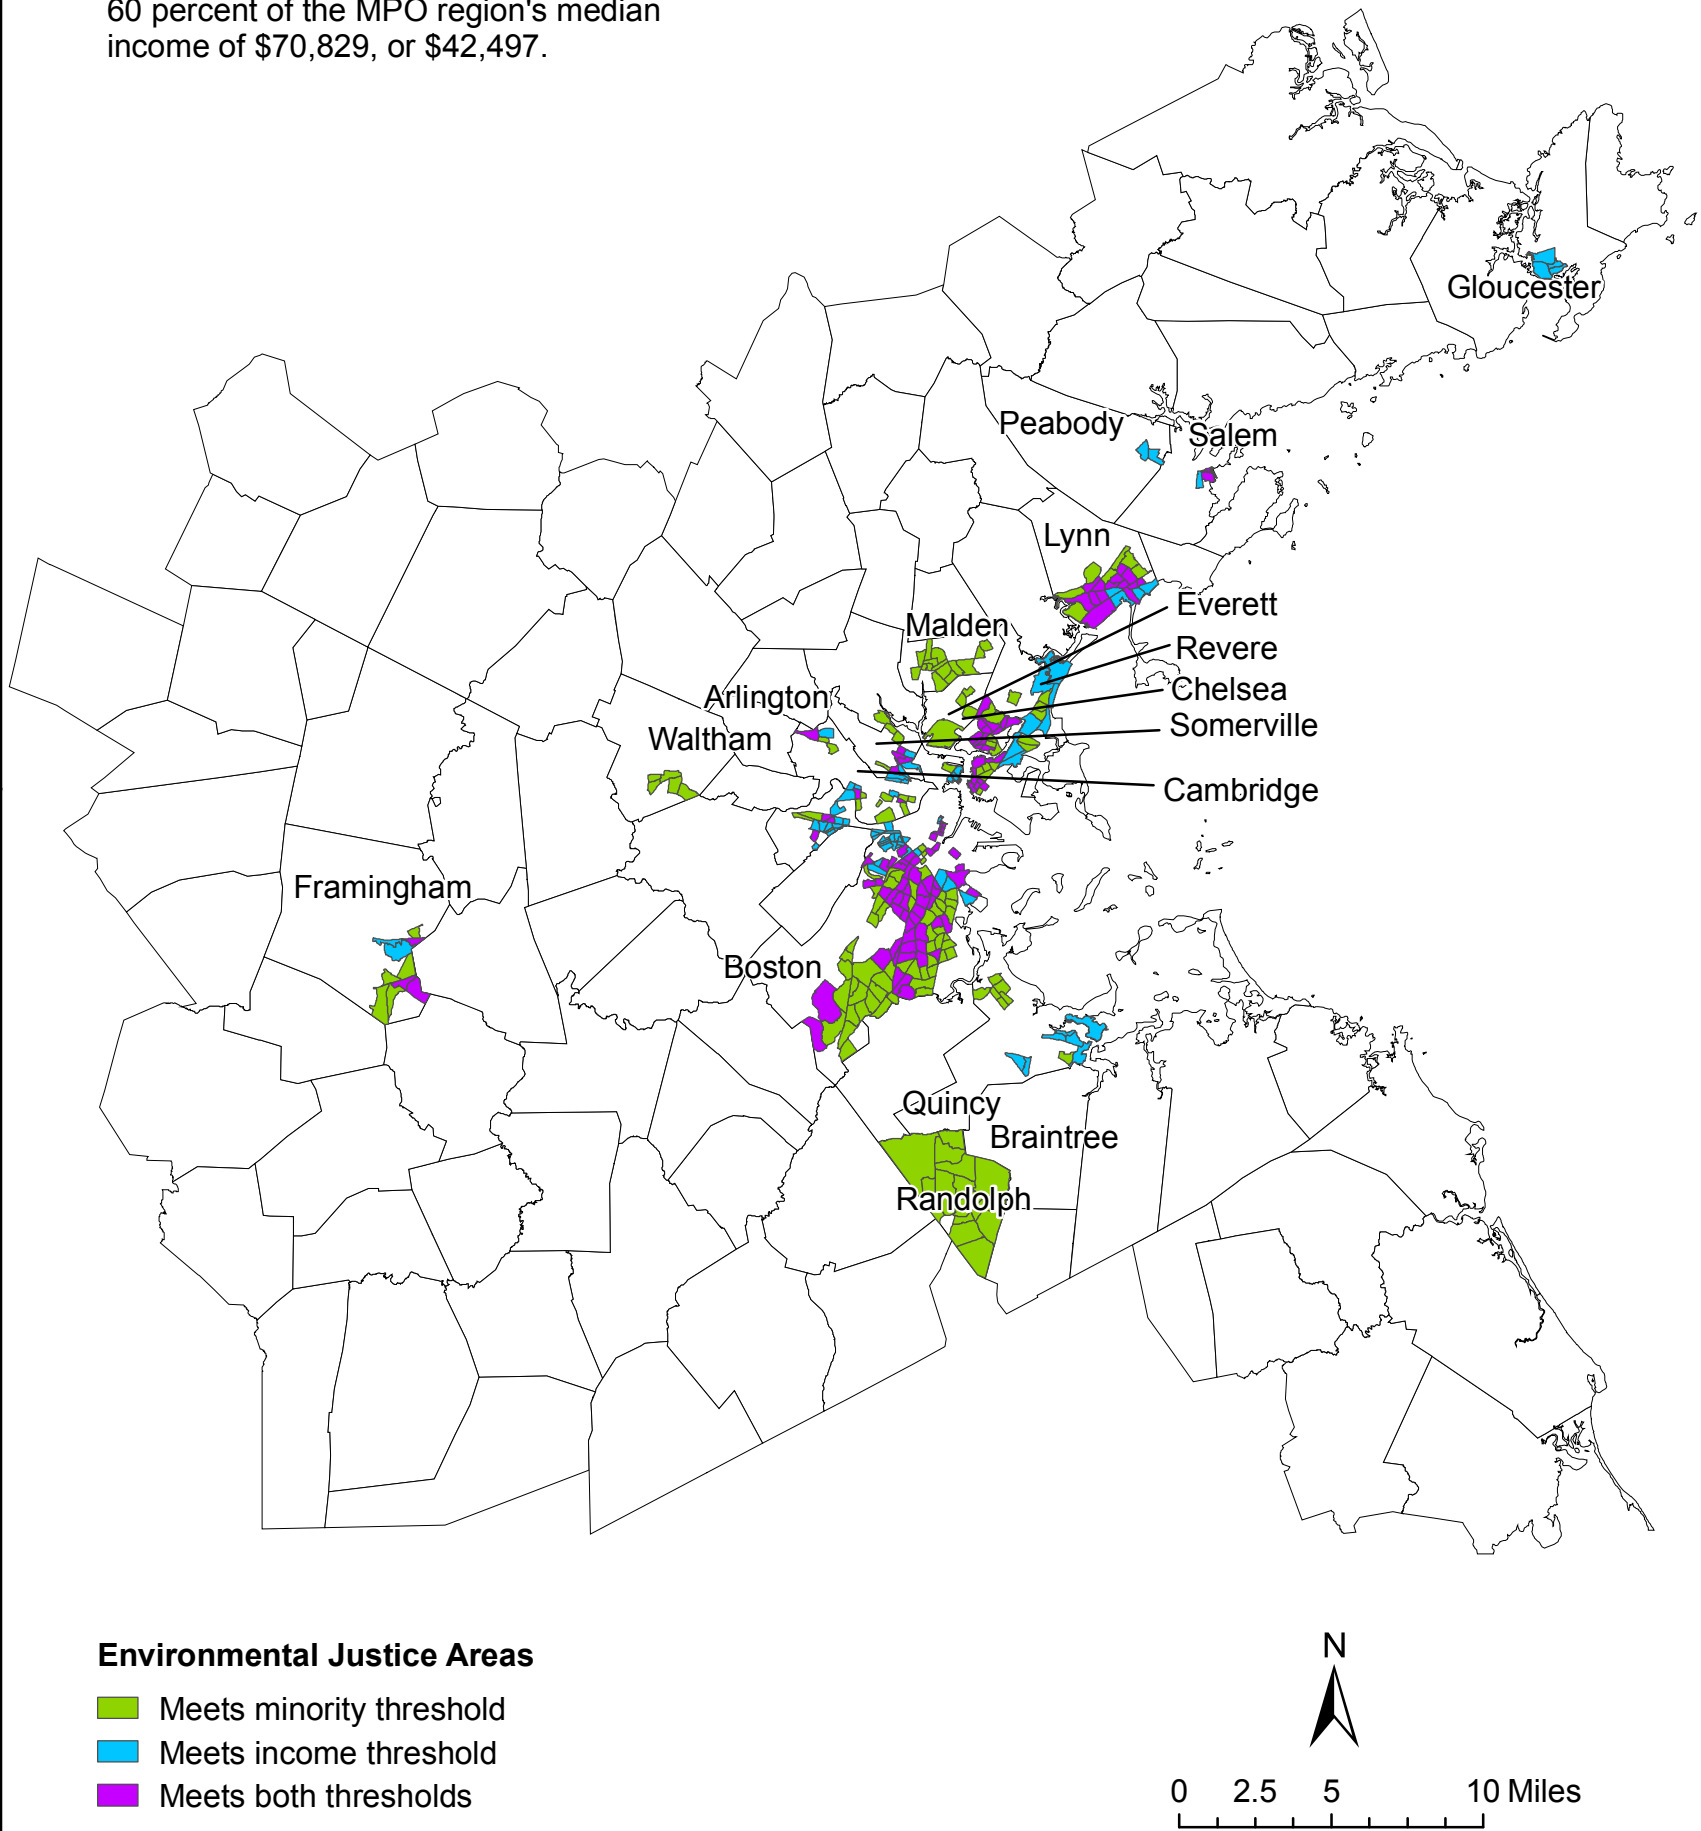 60 percent of the MPO region's median
income of $70,829, or $42,497.
Gloucester
Peabody
Salem
Lynn
Everett
Malden
Revere
Chelsea
Arlington
Somerville
Waltham
Cambridge
Framingham
Boston
Quincy
Braintree
Randolph
Environmental Justice Areas
Meets minority threshold
Meets income threshold
Meets both thresholds
N
0 2.5 5 10 Miles